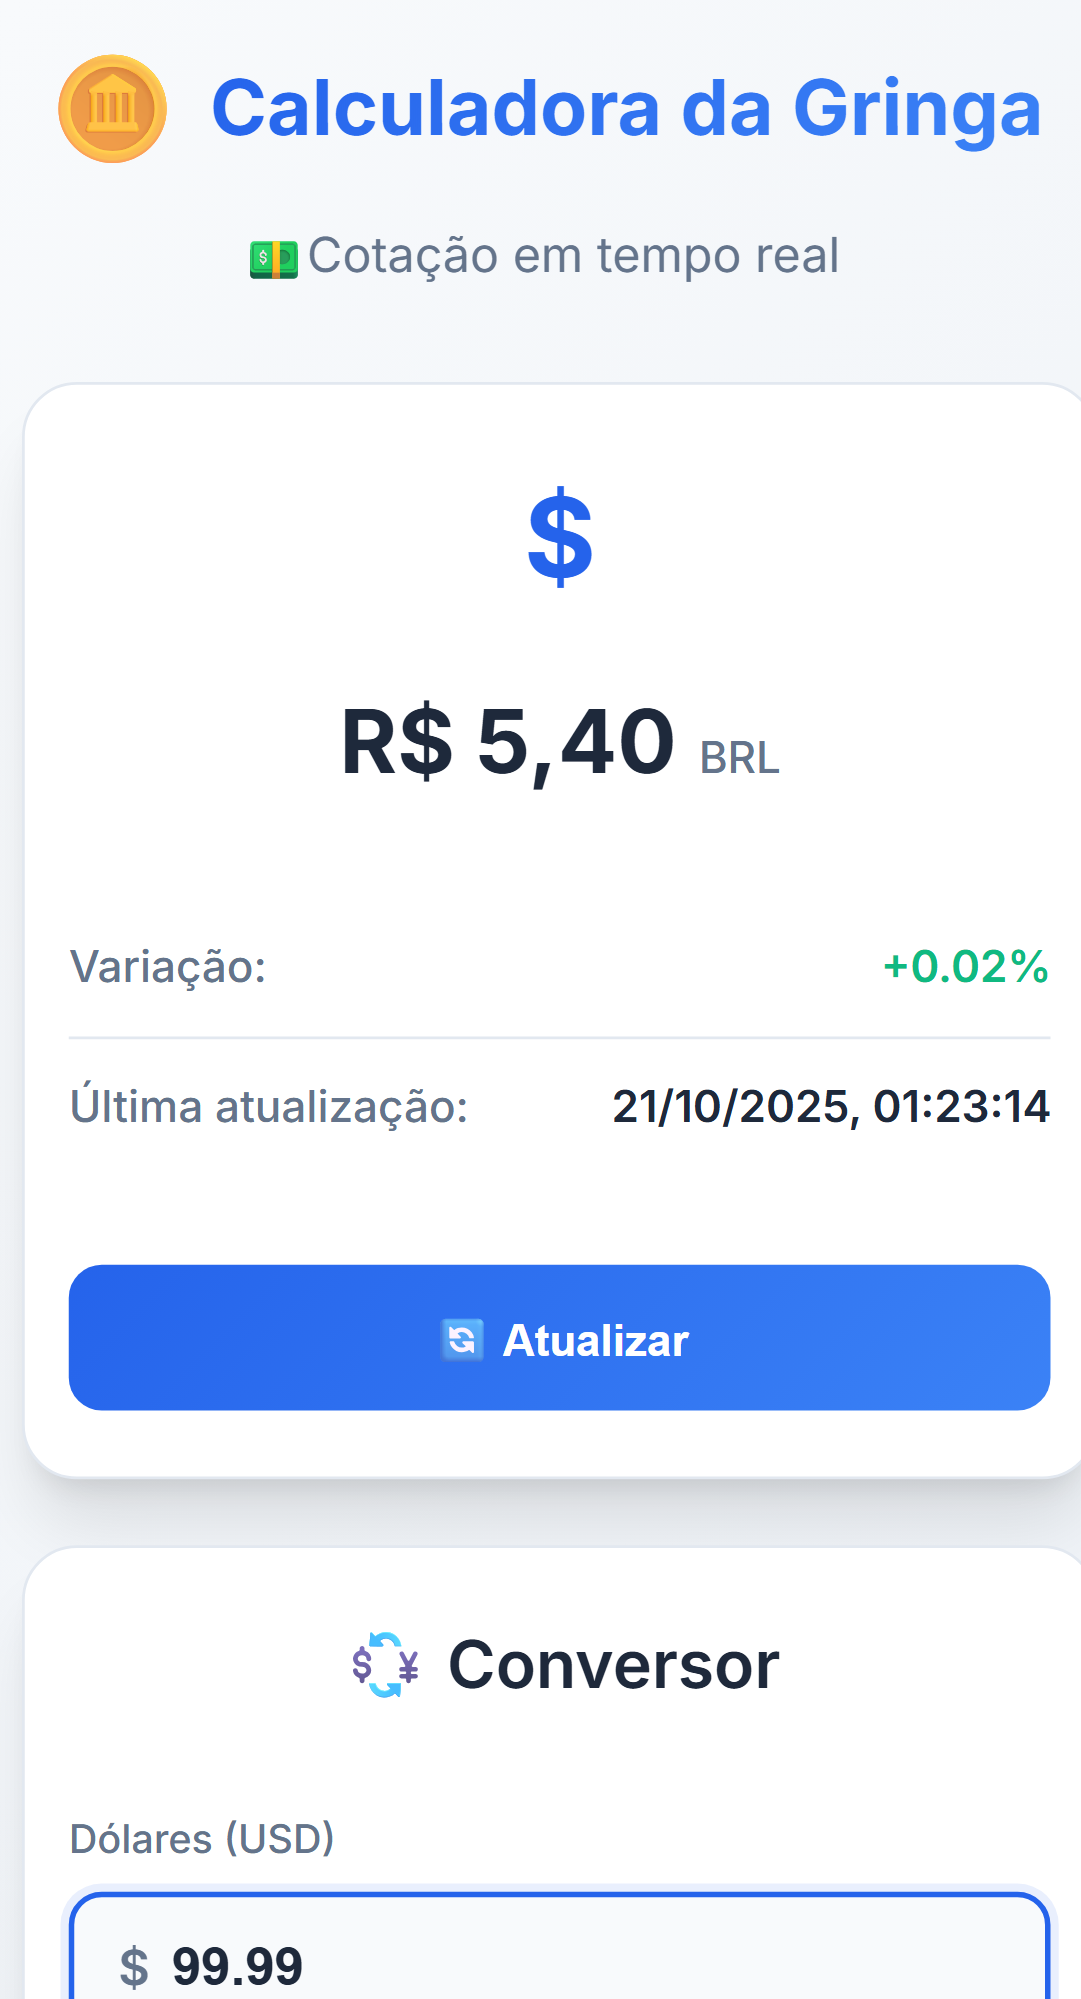 Calculadora da Gringa
Cotação em tempo real
$
R$ 5,40 BRL
Variação: +0.02%
Última atualização: 21/10/2025, 01:23:14
Atualizar
Conversor
Dólares (USD)
$ 99.99